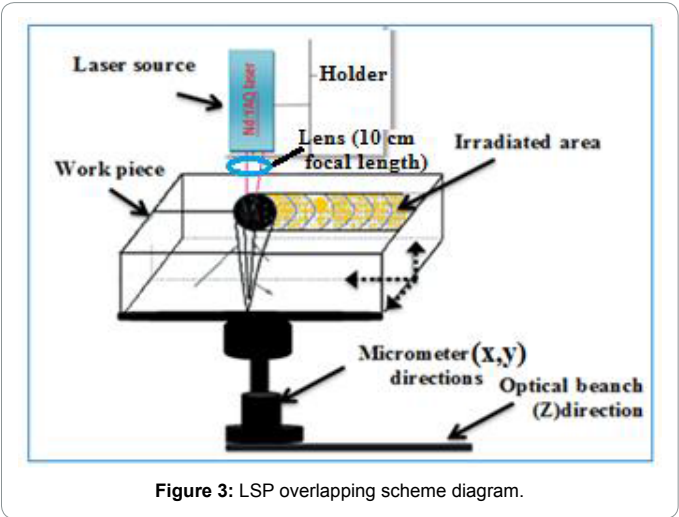 Laser source
Nd:YAQ laser
Holder
Lens (10 cm
focal length)
Irradiated area
Work piece
Micrometer(x,y)
directions
Optical beanch
(Z)direction
Figure 3: LSP overlapping scheme diagram.